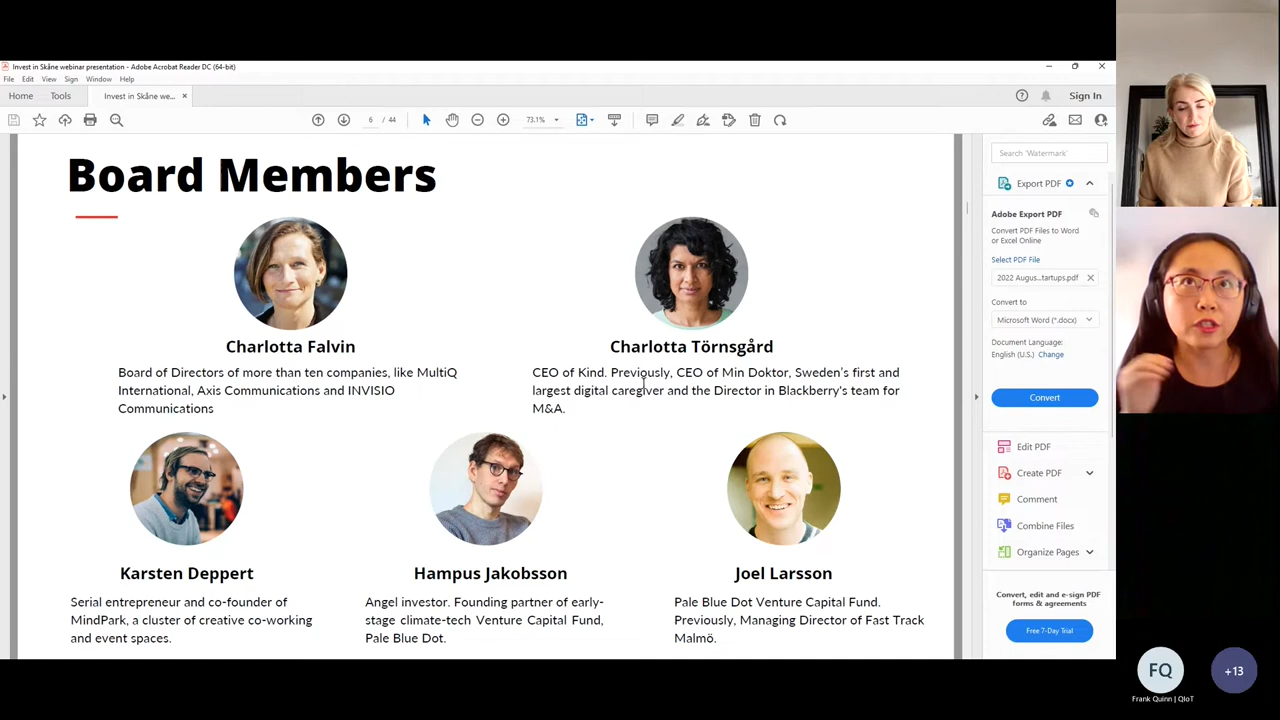 Invest in Skåne webinar presentation - Adobe Acrobat Reader DC (64-bit)
File Edit View Sign Window Help
Home Tools Invest in Skåne we... × Sign In
6 / 44 73.1%
Board Members
Charlotta Falvin
Board of Directors of more than ten companies, like MultiQ
International, Axis Communications and INVISIO
Communications
Charlotta Törnsgård
CEO of Kind. Previously, CEO of Min Doktor, Sweden's first and
largest digital caregiver and the Director in Blackberry's team for
M&A.
Karsten Deppert
Serial entrepreneur and co-founder of
MindPark, a cluster of creative co-working
and event spaces.
Hampus Jakobsson
Angel investor. Founding partner of early-
stage climate-tech Venture Capital Fund,
Pale Blue Dot.
Joel Larsson
Pale Blue Dot Venture Capital Fund.
Previously, Managing Director of Fast Track
Malmö.
Search 'Watermark'
Export PDF
Adobe Export PDF
Convert PDF Files to Word
or Excel Online
Select PDF File
2022 Augus...tartups.pdf
Convert to
Microsoft Word (*.docx)
Document Language:
English (U.S.) Change
Convert
Edit PDF
Create PDF
Comment
Combine Files
Organize Pages
Convert, edit and e-sign PDF
forms & agreements
Free 7-Day Trial
FQ
+13
Frank Quinn | QIoT